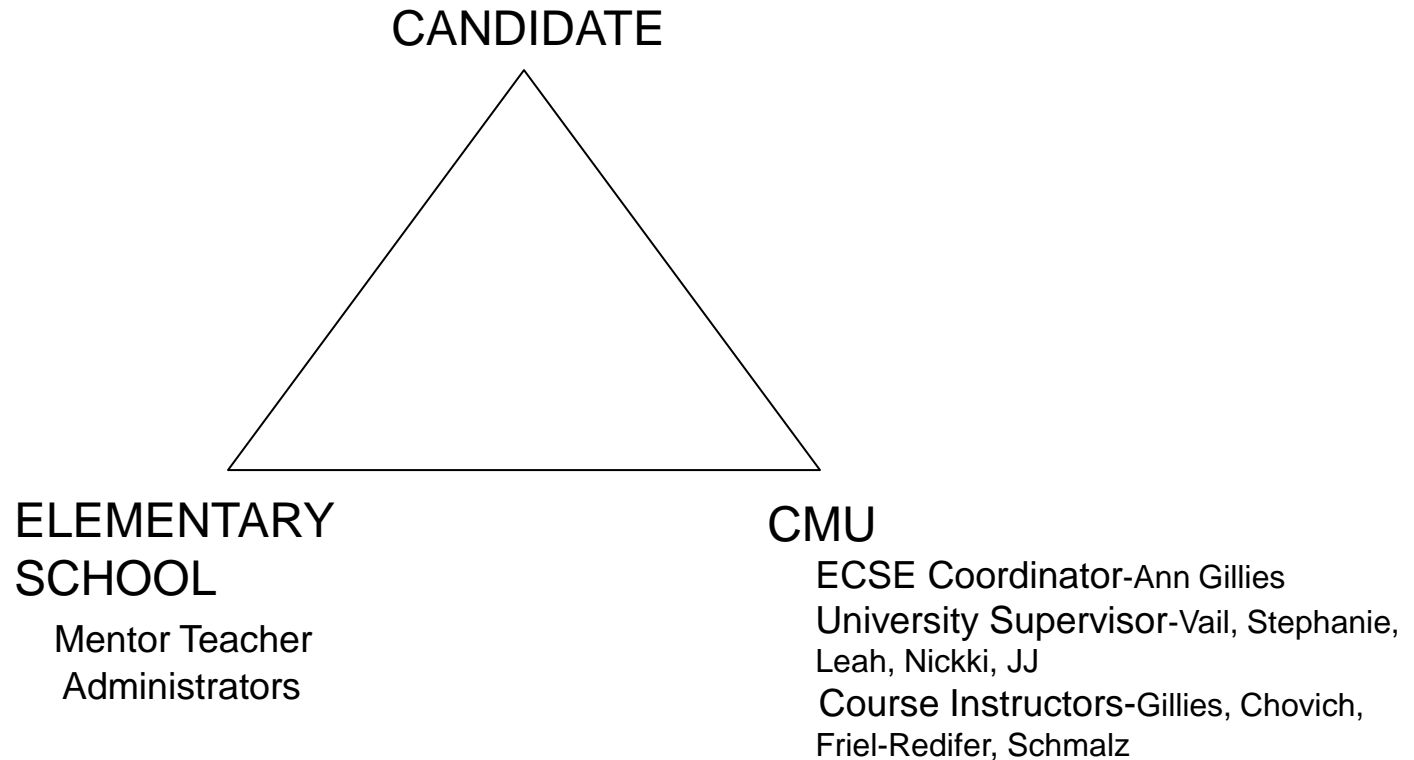 CANDIDATE
ELEMENTARY
SCHOOL
Mentor Teacher
Administrators
CMU
ECSE Coordinator-Ann Gillies
University Supervisor-Vail, Stephanie,
Leah, Nickki, JJ
Course Instructors-Gillies, Chovich,
Friel-Redifer, Schmalz